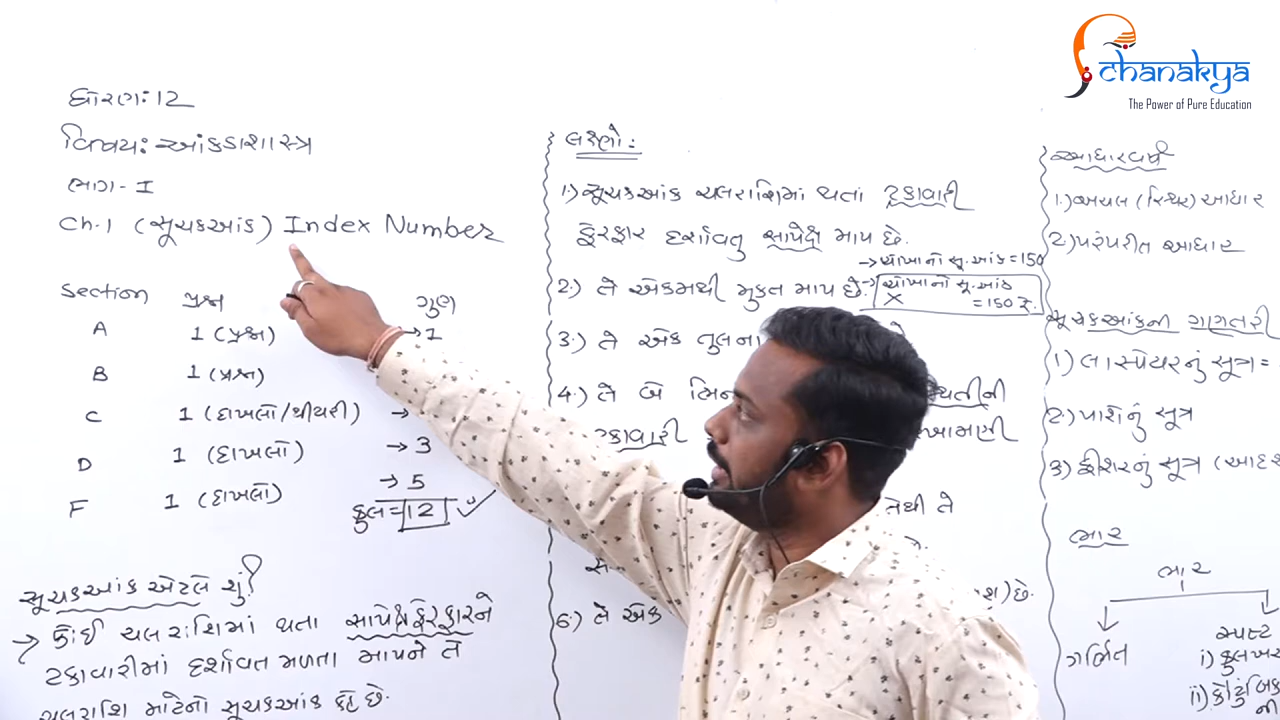 chanakya
The Power of Pure Education
ધોરણ: 12
વિષય: આંકડાશાસ્ત્ર
ભાગ - I
Ch.1 (સૂચકઆંક) Index Number
Section પ્રશ્ન ગુણ
A 1 (પ્રશ્ન) → 1
B 1 (પ્રશ્ન)
C 1 (દાખલો/થીયરી) →
D 1 (દાખલો) → 3
F 1 (દાખલો) → 5
કુલ = 12 ✓
સૂચકઆંક એટલે શું?
→ કોઈ ચલરાશિમાં થતા સાપેક્ષ ફેરફારને
ટકાવારીમાં દર્શાવત મળતા માપને તે
ચલરાશિ માટેનો સૂચકઆંક કહે છે.
લક્ષ્ણો :
1.) સૂચકઆંક ચલરાશિમાં થતાં ટકાવારી
ફેરફાર દર્શાવતુ સાપેક્ષ માપ છે.
→ ચોખાનો સૂ.આંક = 150
2.) તે એકમથી મુક્ત માપ છે. → ચોખાનો સૂ.આંક
X = 150 રૂ.
3.) તે એક તુલના
4.) તે બે
ટકાવારી
તેથી તે
છે.
6.) તે એક
આધારવર્ષ
1.) અચલ (સ્થિર) આધાર
2.) પરંપરીત આધાર
સૂચકઆંકની ગાગતરી
1) લાસ્પેયરનું સૂત્ર =
2.) પાશેનું સૂત્ર
3) ફીશરનું સૂત્ર
ભાર
ભાર
ગર્ભિત
સ્પષ્ટ
i)
ii)